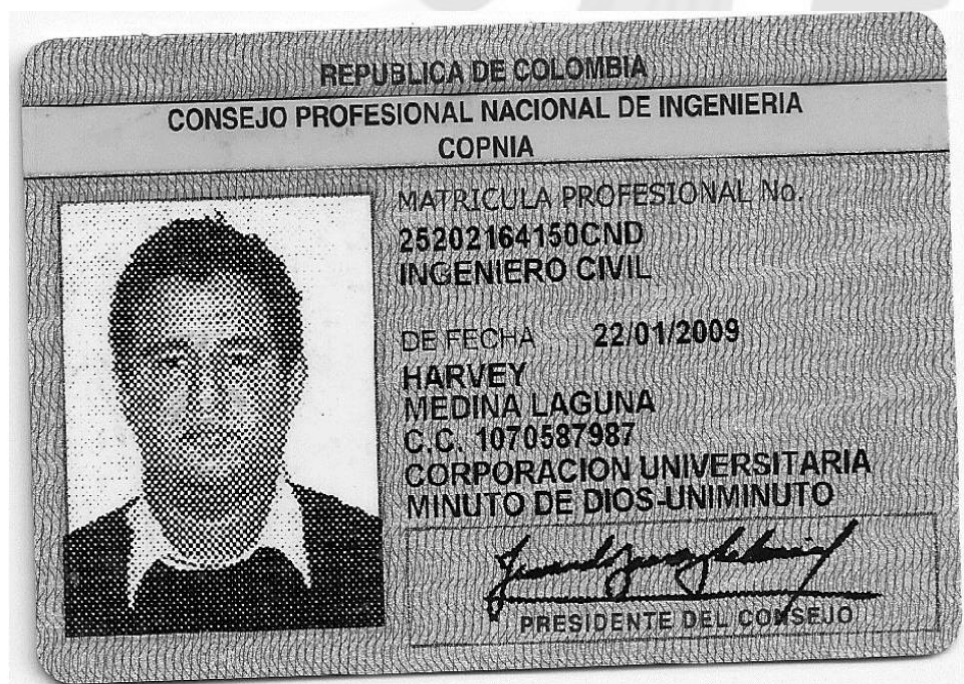 REPUBLICA DE COLOMBIA
CONSEJO PROFESIONAL NACIONAL DE INGENIERIA
COPNIA
MATRICULA PROFESIONAL No.
25202164150CND
INGENIERO CIVIL
DE FECHA 22/01/2009
HARVEY
MEDINA LAGUNA
C.C. 1070587987
CORPORACION UNIVERSITARIA
MINUTO DE DIOS-UNIMINUTO
PRESIDENTE DEL CONSEJO